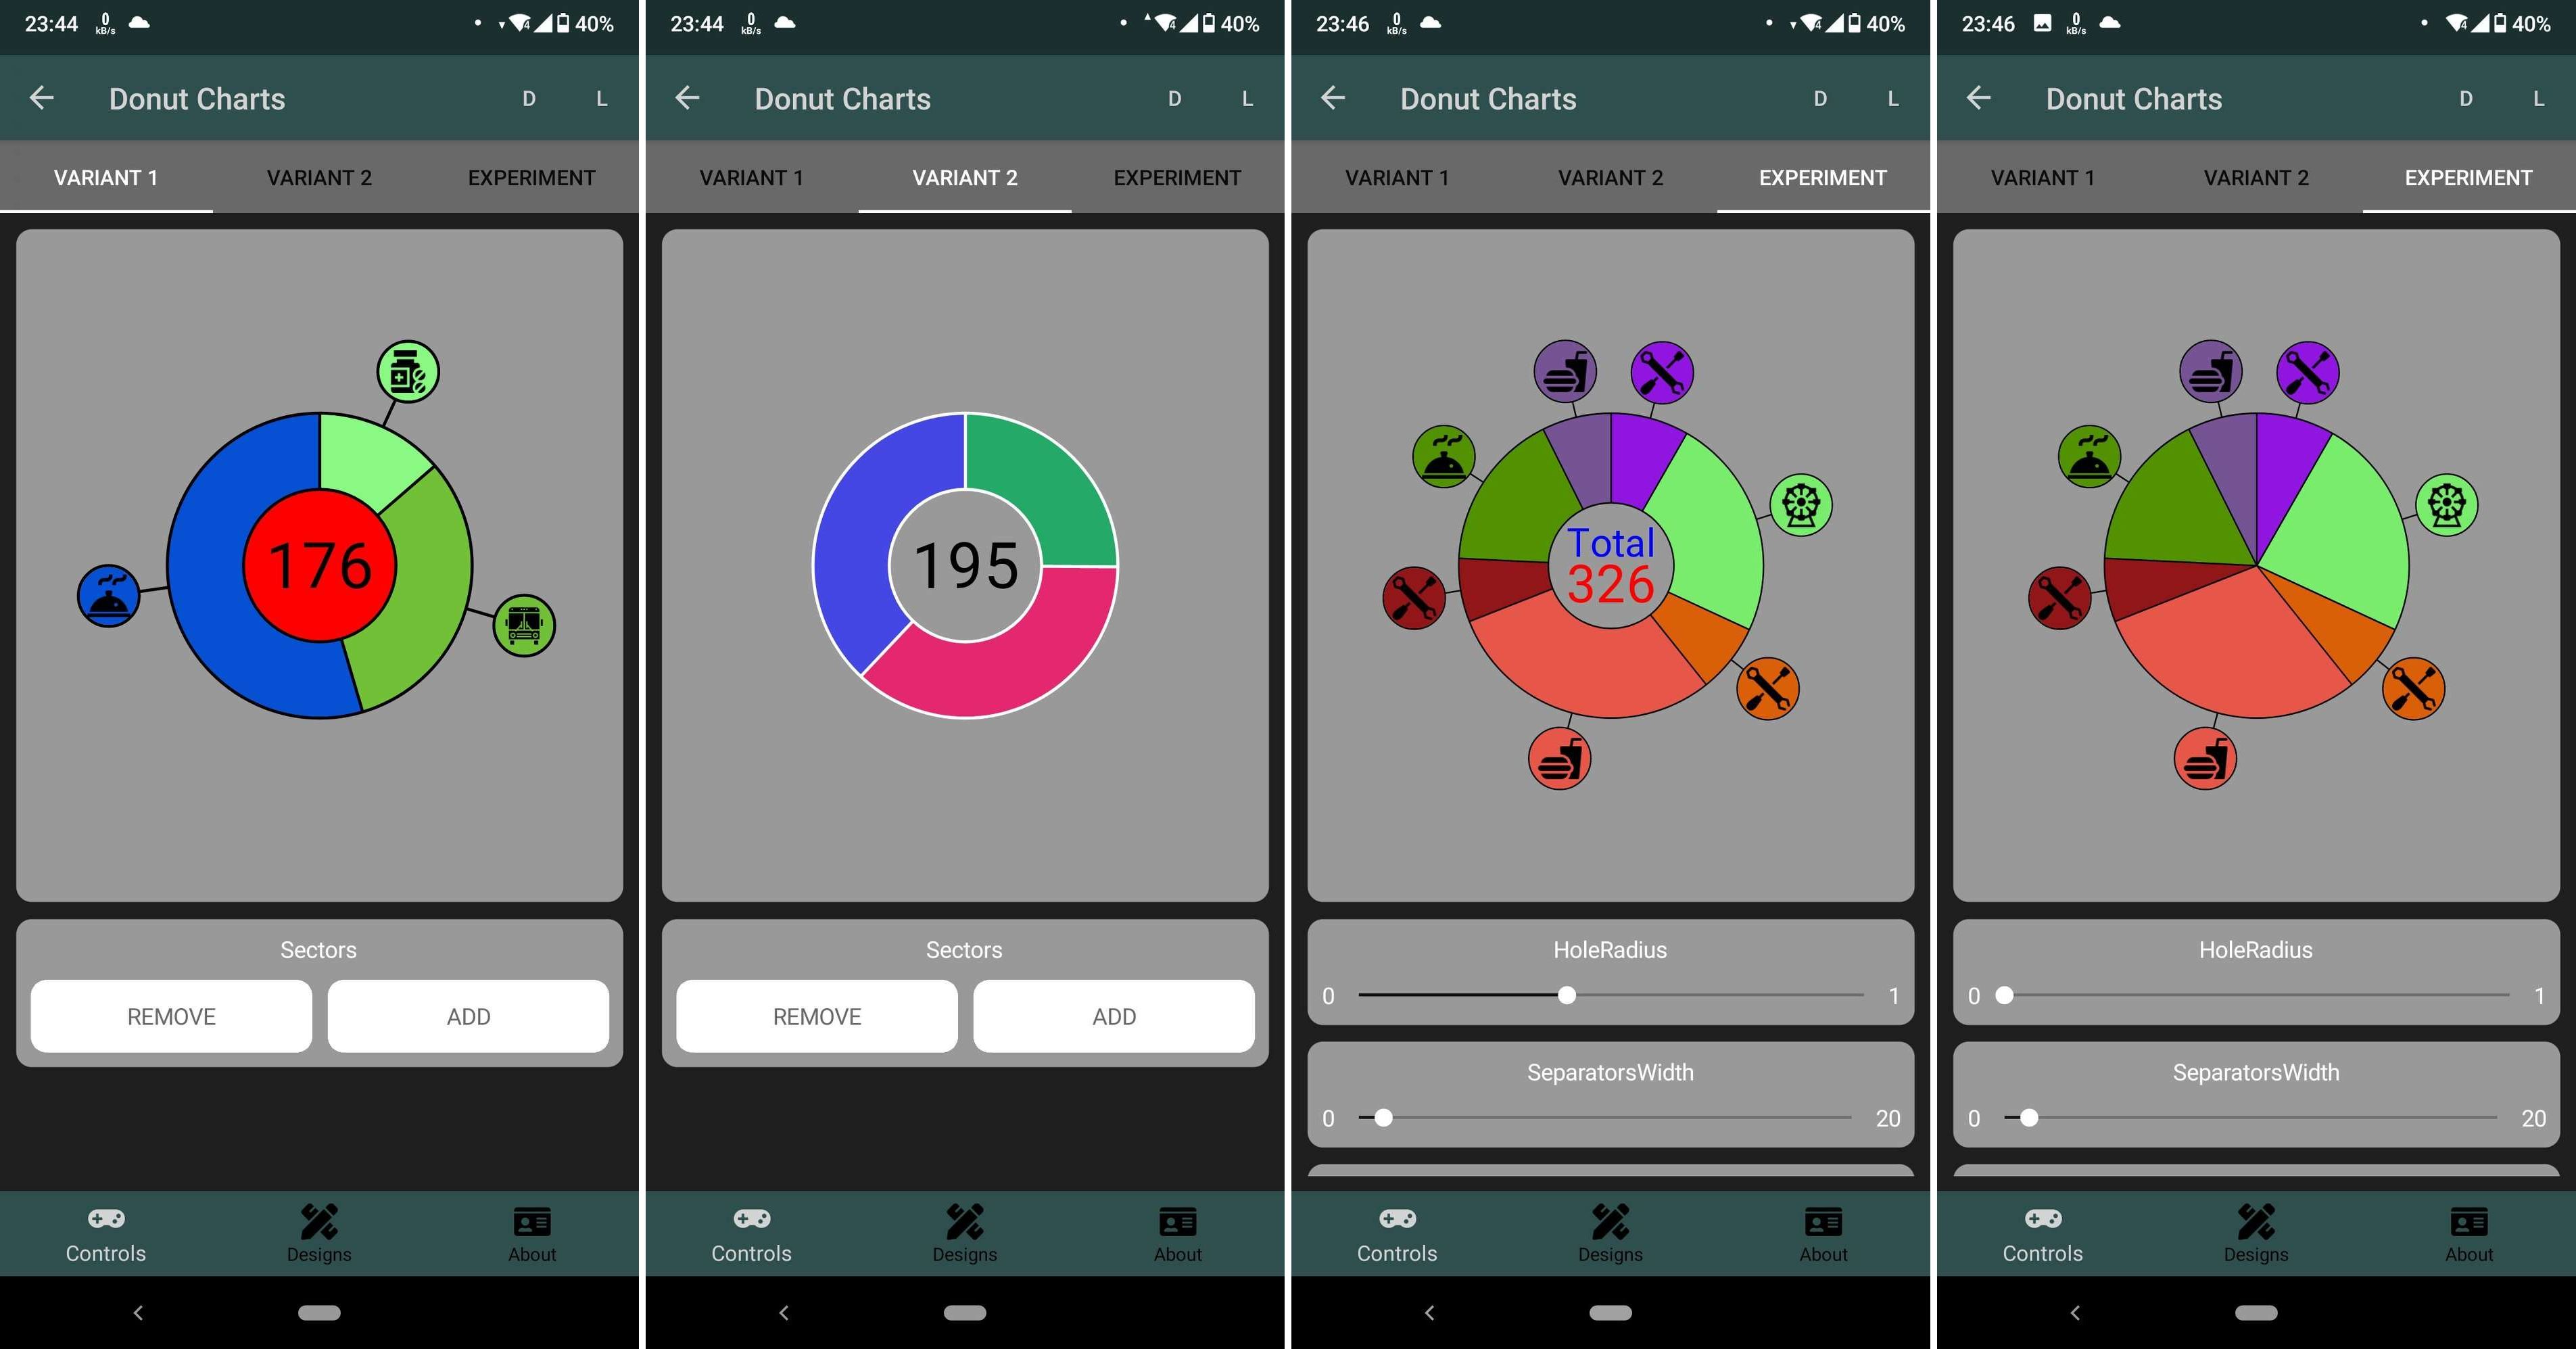 23:44 0 kB/s 4 40%
Donut Charts D L
VARIANT 1 VARIANT 2 EXPERIMENT
176
Sectors
REMOVE ADD
Controls Designs About
23:44 0 kB/s 4 40%
Donut Charts D L
VARIANT 1 VARIANT 2 EXPERIMENT
195
Sectors
REMOVE ADD
Controls Designs About
23:46 0 kB/s 4 40%
Donut Charts D L
VARIANT 1 VARIANT 2 EXPERIMENT
Total
326
HoleRadius
0 1
SeparatorsWidth
0 20
Controls Designs About
23:46 0 kB/s 4 40%
Donut Charts D L
VARIANT 1 VARIANT 2 EXPERIMENT
HoleRadius
0 1
SeparatorsWidth
0 20
Controls Designs About